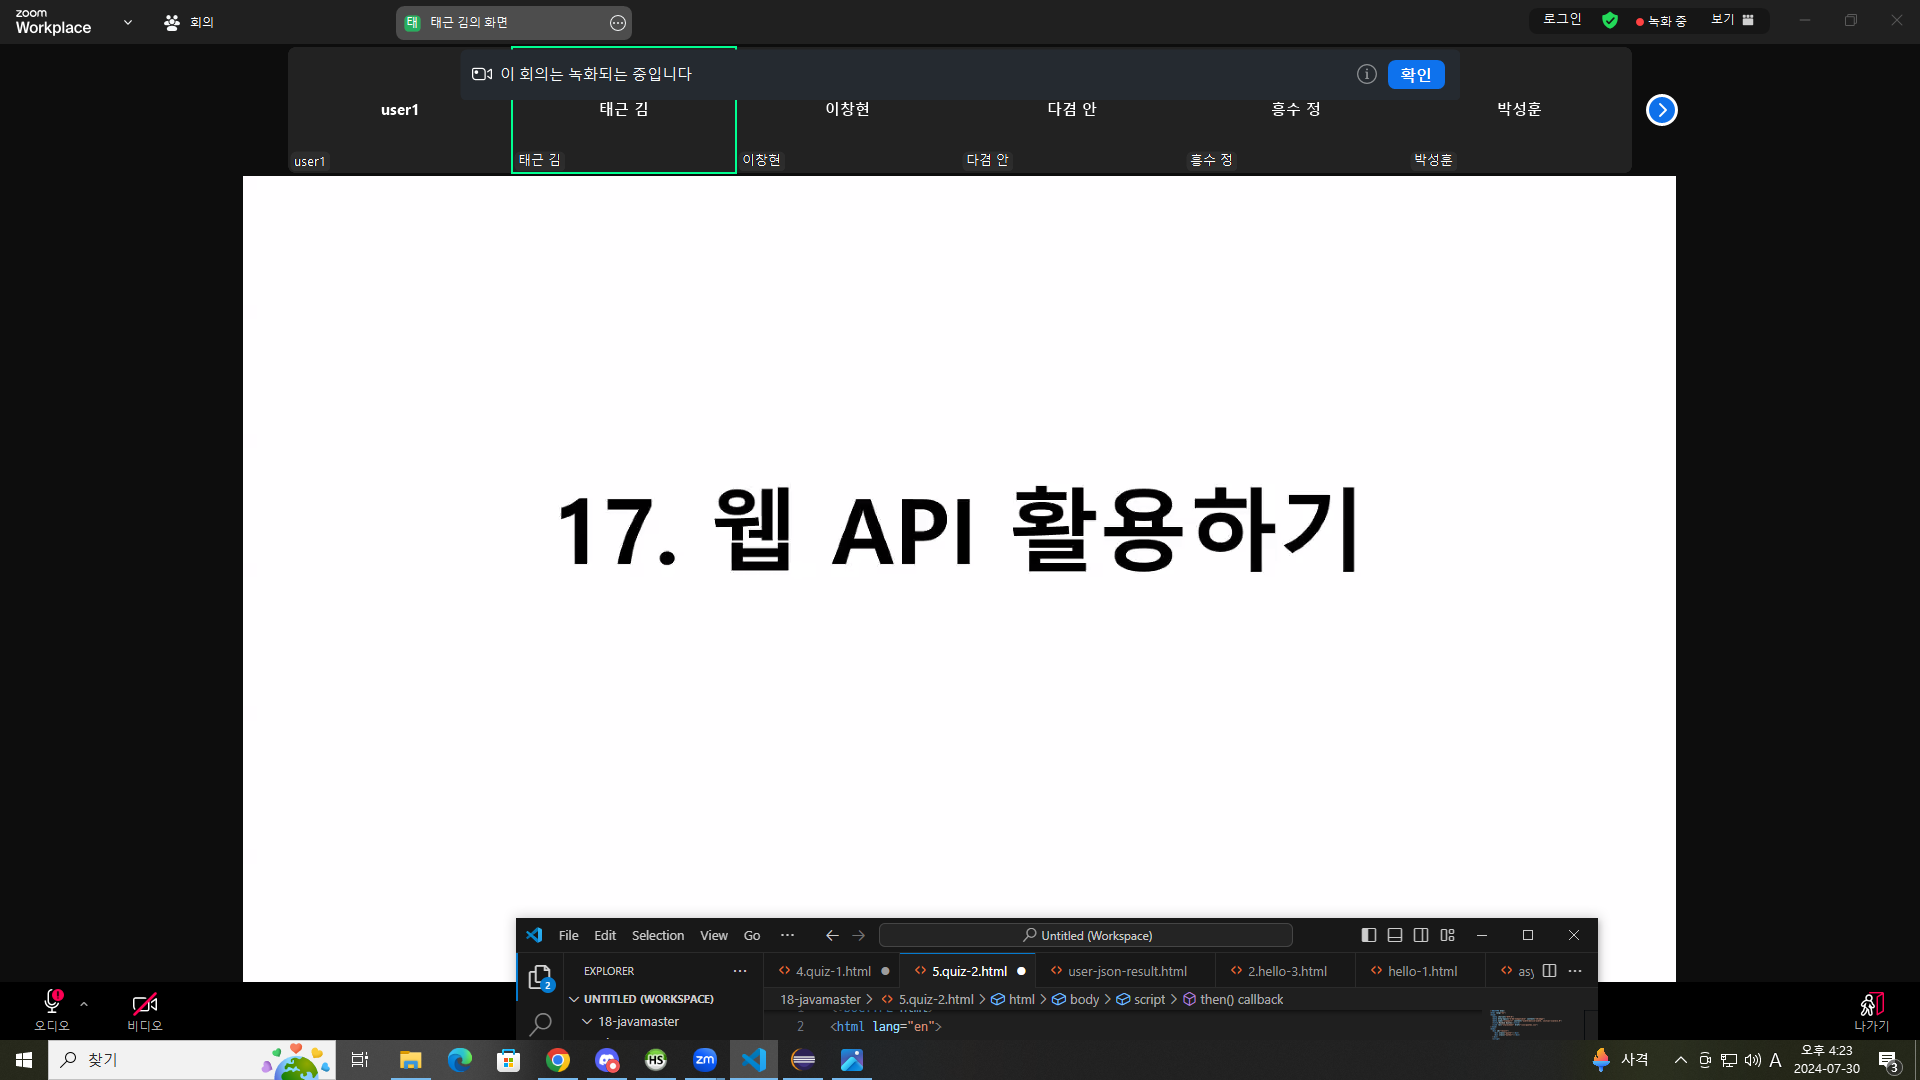 zoom
Workplace
회의
태 태근 김의 화면
로그인
녹화 중
보기
이 회의는 녹화되는 중입니다
확인
user1
태근 김
이창현
다겸 안
흥수 정
박성훈
user1
태근 김
이창현
다겸 안
흥수 정
박성훈
17. 웹 API 활용하기
File Edit Selection View Go
Untitled (Workspace)
EXPLORER
4.quiz-1.html
5.quiz-2.html
user-json-result.html
2.hello-3.html
hello-1.html
asy
UNTITLED (WORKSPACE)
18-javamaster > 5.quiz-2.html > html > body > script > then() callback
2
18-javamaster
2 <html lang="en">
오디오
비디오
나가기
찾기
HS
zm
사격
A
오후 4:23
2024-07-30
3